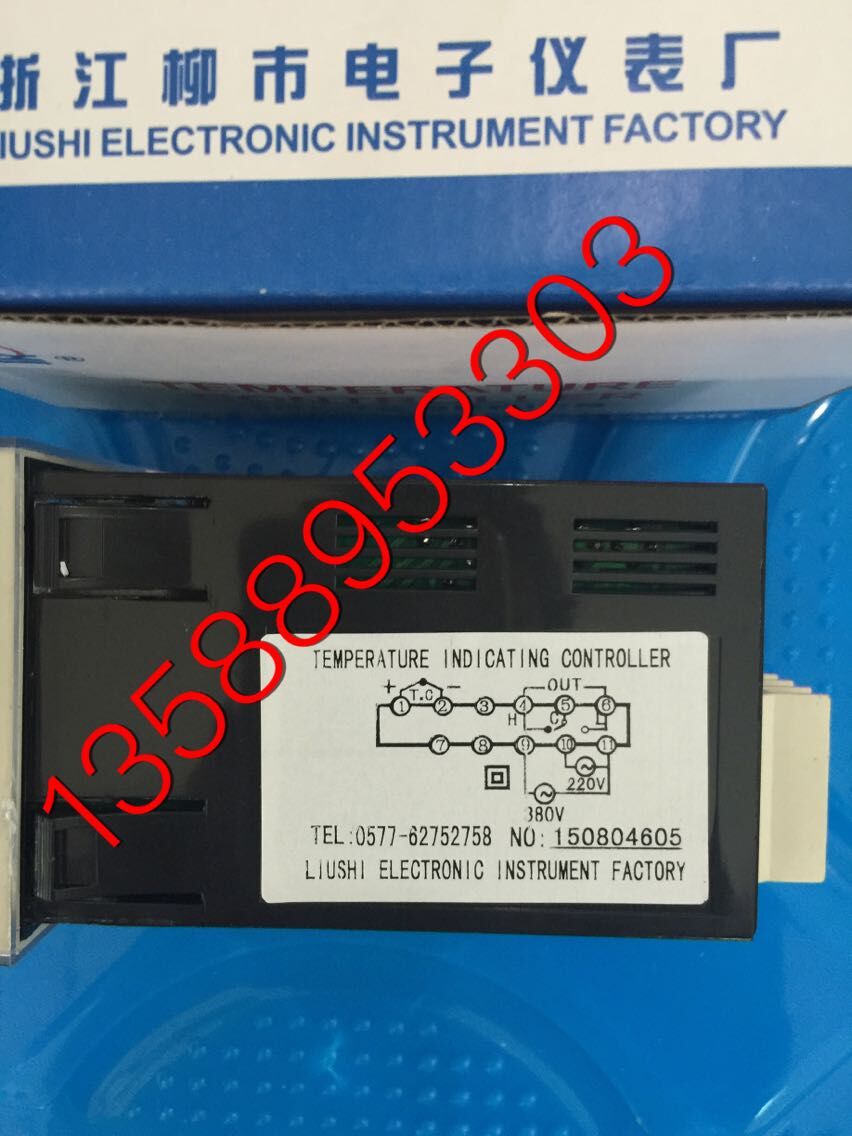 浙江柳市电子仪表厂
IUSHI ELECTRONIC INSTRUMENT FACTORY
®
TEMPERATURE
13588953303
TEMPERATURE INDICATING CONTROLLER
+ T.C - OUT
1 2 3 4 5 6
H C
7 8 9 10 11
220V
380V
TEL:0577-62752758 NO: 150804605
LIUSHI ELECTRONIC INSTRUMENT FACTORY